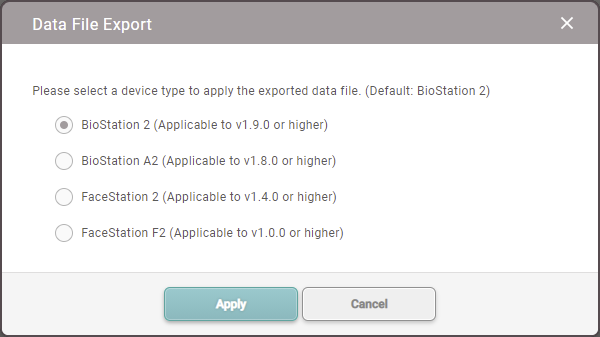 Data File Export
Please select a device type to apply the exported data file. (Default: BioStation 2)
BioStation 2 (Applicable to v1.9.0 or higher)
BioStation A2 (Applicable to v1.8.0 or higher)
FaceStation 2 (Applicable to v1.4.0 or higher)
FaceStation F2 (Applicable to v1.0.0 or higher)
Apply Cancel